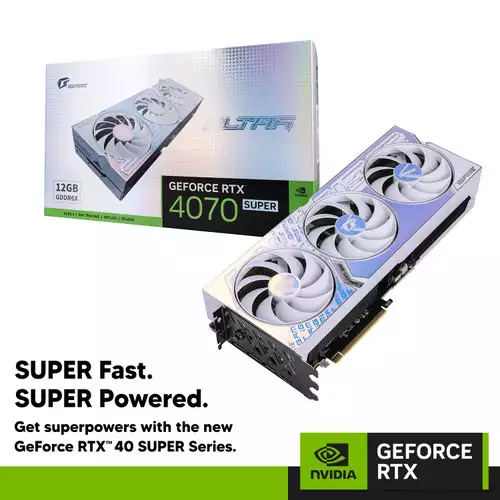 ULTRA
12GB
GDDR6X
GEFORCE RTX
4070 SUPER
NVIDIA
SUPER Fast.
SUPER Powered.
Get superpowers with the new
GeForce RTX™ 40 SUPER Series.
NVIDIA
GEFORCE
RTX